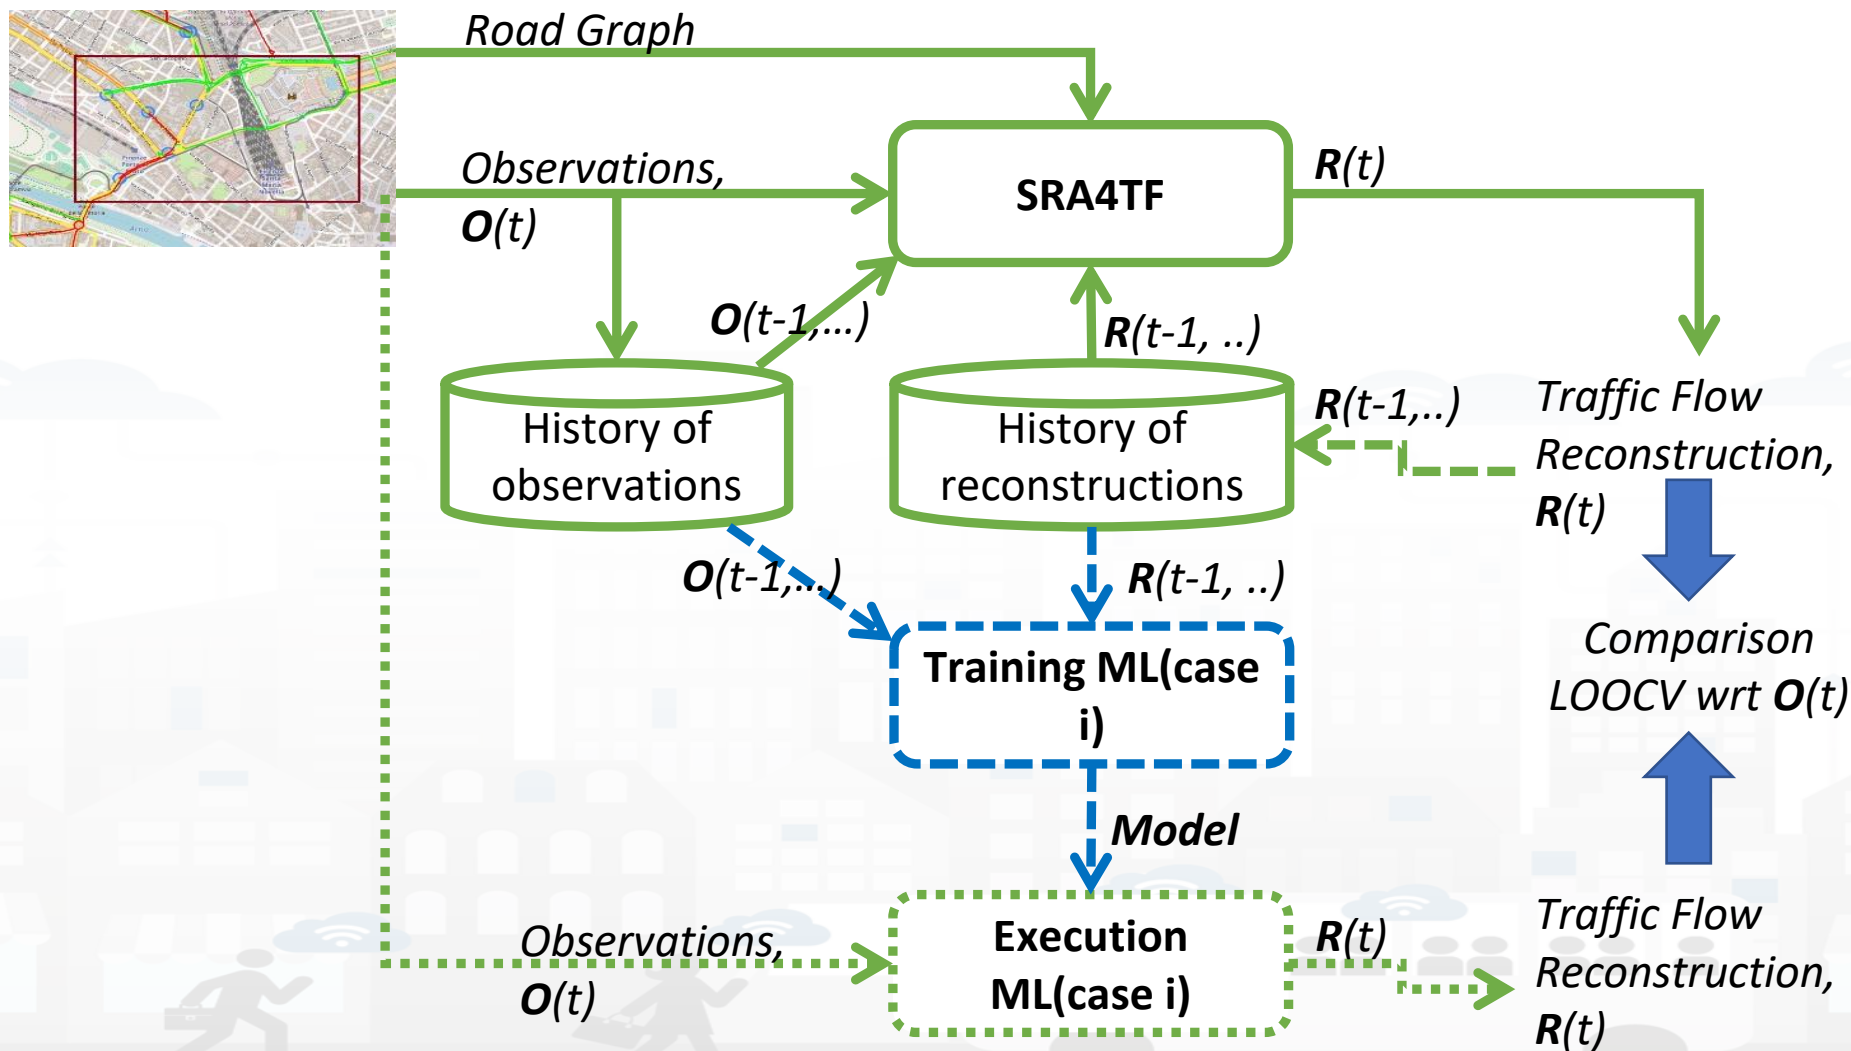 Road Graph
Observations,
O(t)
SRA4TF
R(t)
O(t-1,...)
R(t-1, ..)
History of
observations
History of
reconstructions
R(t-1,..)
Traffic Flow
Reconstruction,
R(t)
O(t-1,...)
R(t-1, ..)
Training ML(case
i)
Comparison
LOOCV wrt O(t)
Model
Observations,
O(t)
Execution
ML(case i)
R(t)
Traffic Flow
Reconstruction,
R(t)